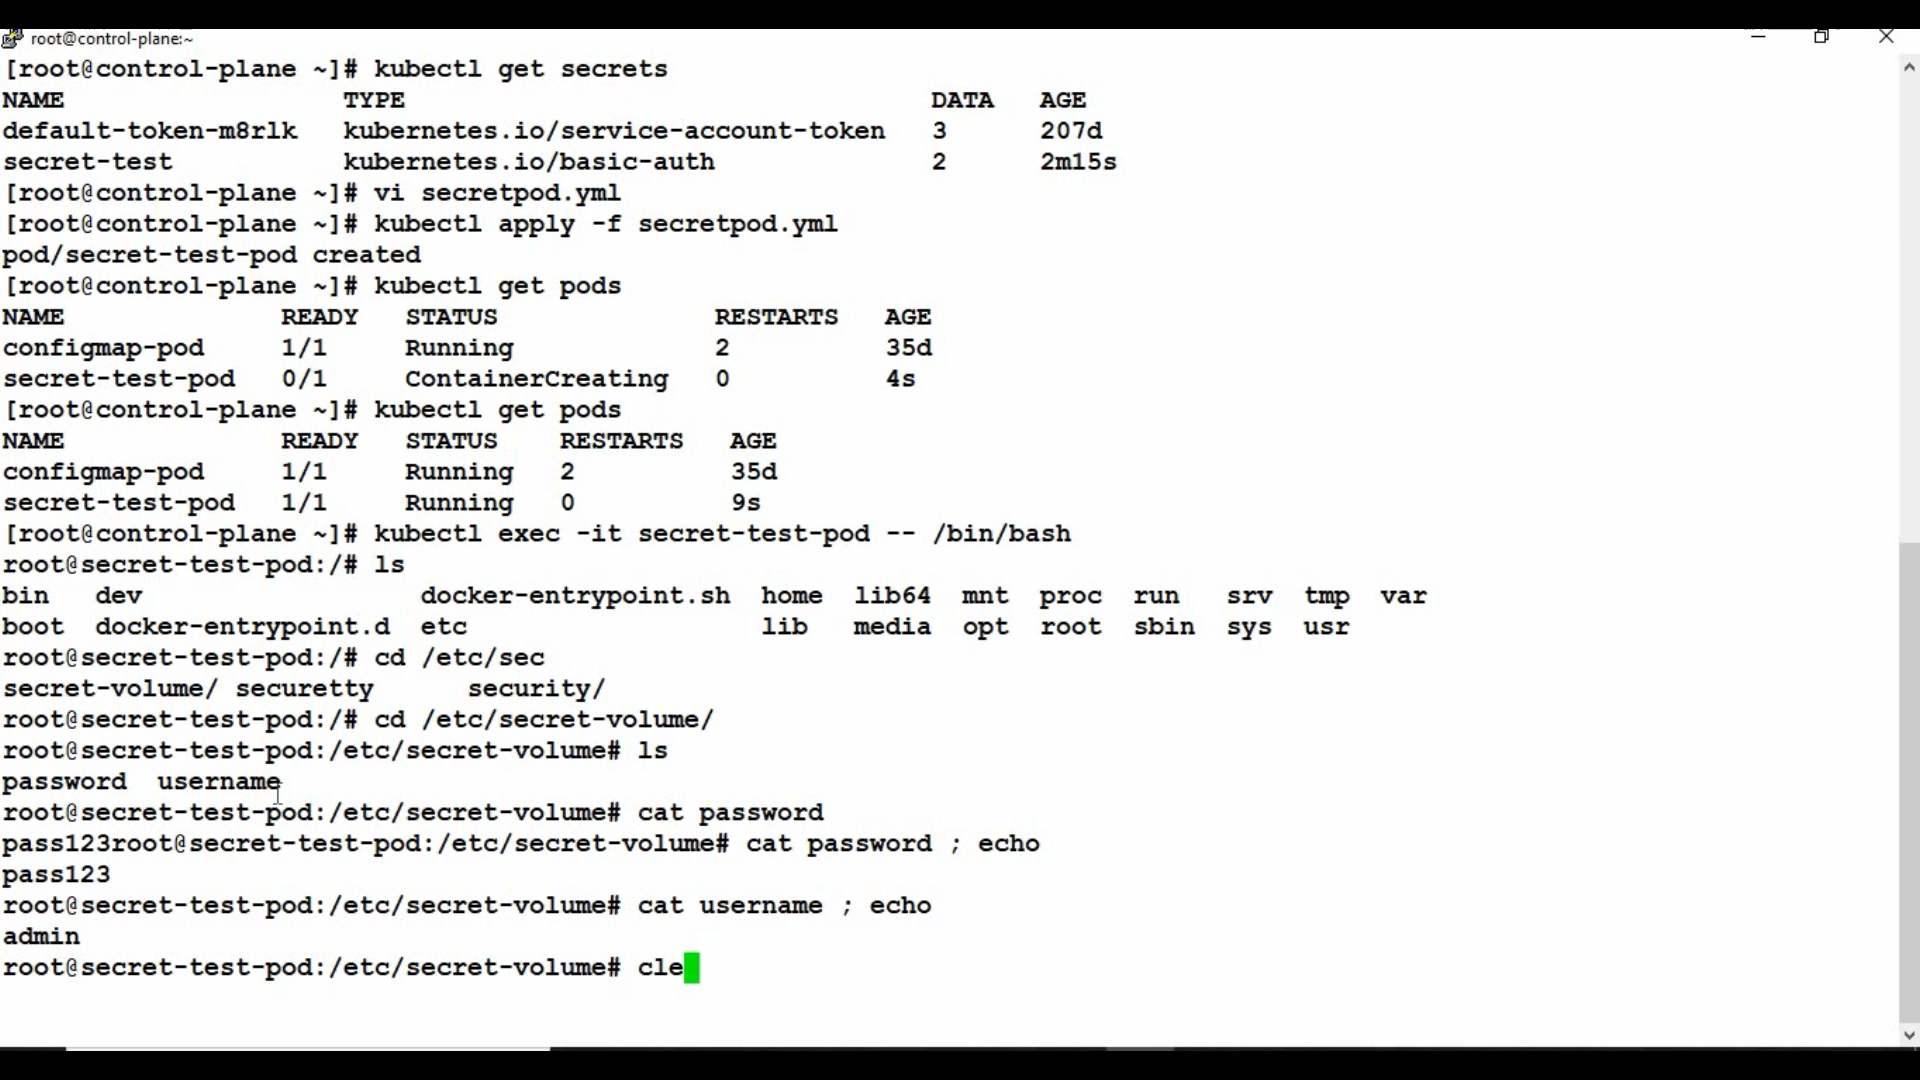 root@control-plane:~
[root@control-plane ~]# kubectl get secrets
NAME                  TYPE                                  DATA   AGE
default-token-m8rlk   kubernetes.io/service-account-token   3      207d
secret-test           kubernetes.io/basic-auth              2      2m15s
[root@control-plane ~]# vi secretpod.yml
[root@control-plane ~]# kubectl apply -f secretpod.yml
pod/secret-test-pod created
[root@control-plane ~]# kubectl get pods
NAME              READY   STATUS              RESTARTS   AGE
configmap-pod     1/1     Running             2          35d
secret-test-pod   0/1     ContainerCreating   0          4s
[root@control-plane ~]# kubectl get pods
NAME              READY   STATUS    RESTARTS   AGE
configmap-pod     1/1     Running   2          35d
secret-test-pod   1/1     Running   0          9s
[root@control-plane ~]# kubectl exec -it secret-test-pod -- /bin/bash
root@secret-test-pod:/# ls
bin   dev                  docker-entrypoint.sh  home  lib64  mnt  proc  run   srv  tmp  var
boot  docker-entrypoint.d  etc                   lib   media  opt  root  sbin  sys  usr
root@secret-test-pod:/# cd /etc/sec
secret-volume/ securetty      security/
root@secret-test-pod:/# cd /etc/secret-volume/
root@secret-test-pod:/etc/secret-volume# ls
password  username
root@secret-test-pod:/etc/secret-volume# cat password
pass123root@secret-test-pod:/etc/secret-volume# cat password ; echo
pass123
root@secret-test-pod:/etc/secret-volume# cat username ; echo
admin
root@secret-test-pod:/etc/secret-volume# cle